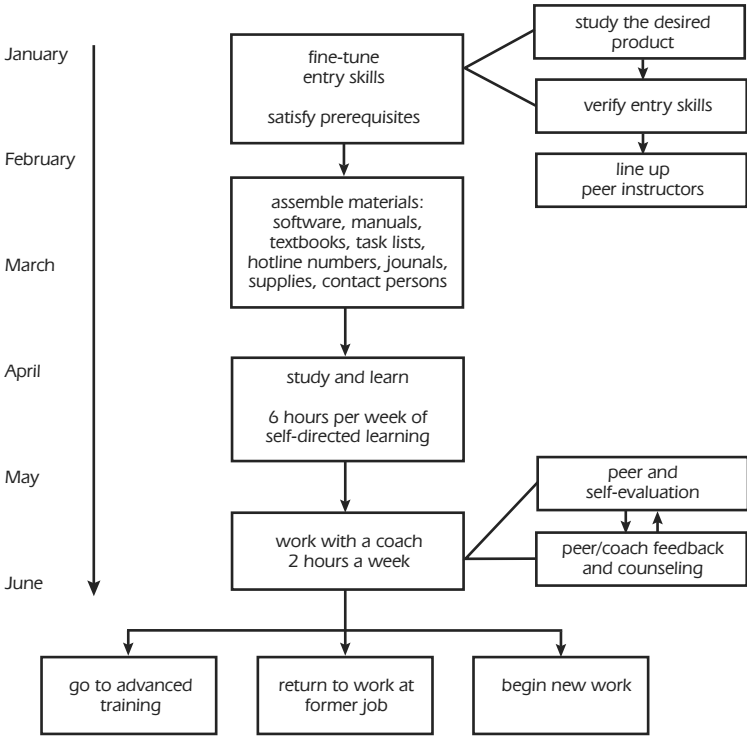 January
February
March
April
May
June
fine-tune
entry skills
satisfy prerequisites
study the desired
product
verify entry skills
line up
peer instructors
assemble materials:
software, manuals,
textbooks, task lists,
hotline numbers, jounals,
supplies, contact persons
study and learn
6 hours per week of
self-directed learning
work with a coach
2 hours a week
peer and
self-evaluation
peer/coach feedback
and counseling
go to advanced
training
return to work at
former job
begin new work